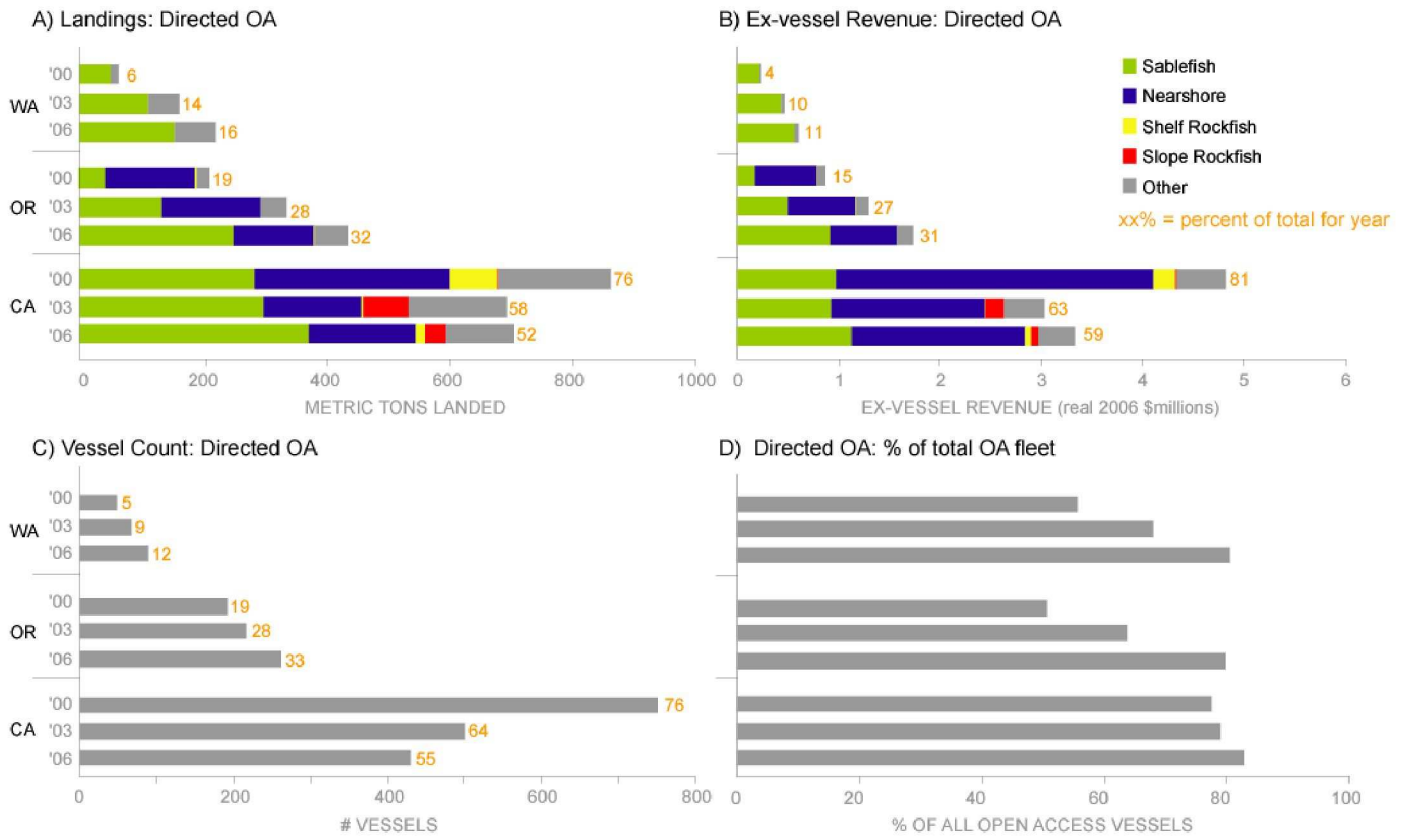 A) Landings: Directed OA
WA
'00
6
'03
14
'06
16
OR
'00
19
'03
28
'06
32
CA
'00
76
'03
58
'06
52
0 200 400 600 800 1000
METRIC TONS LANDED
B) Ex-vessel Revenue: Directed OA
4
10
11
15
27
31
81
63
59
Sablefish
Nearshore
Shelf Rockfish
Slope Rockfish
Other
xx% = percent of total for year
0 1 2 3 4 5 6
EX-VESSEL REVENUE (real 2006 $millions)
C) Vessel Count: Directed OA
WA
'00
5
'03
9
'06
12
OR
'00
19
'03
28
'06
33
CA
'00
76
'03
64
'06
55
0 200 400 600 800
# VESSELS
D) Directed OA: % of total OA fleet
0 20 40 60 80 100
% OF ALL OPEN ACCESS VESSELS